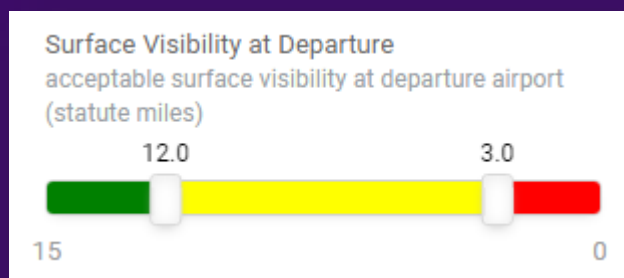 Surface Visibility at Departure
acceptable surface visibility at departure airport
(statute miles)
12.0 3.0
15 0